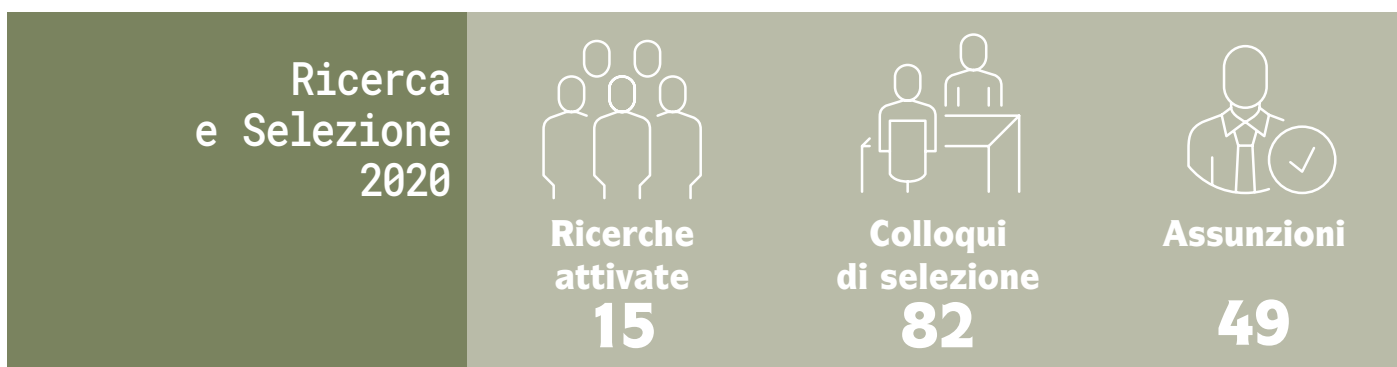 Ricerca
e Selezione
2020
Ricerche
attivate
15
Colloqui
di selezione
82
Assunzioni
49